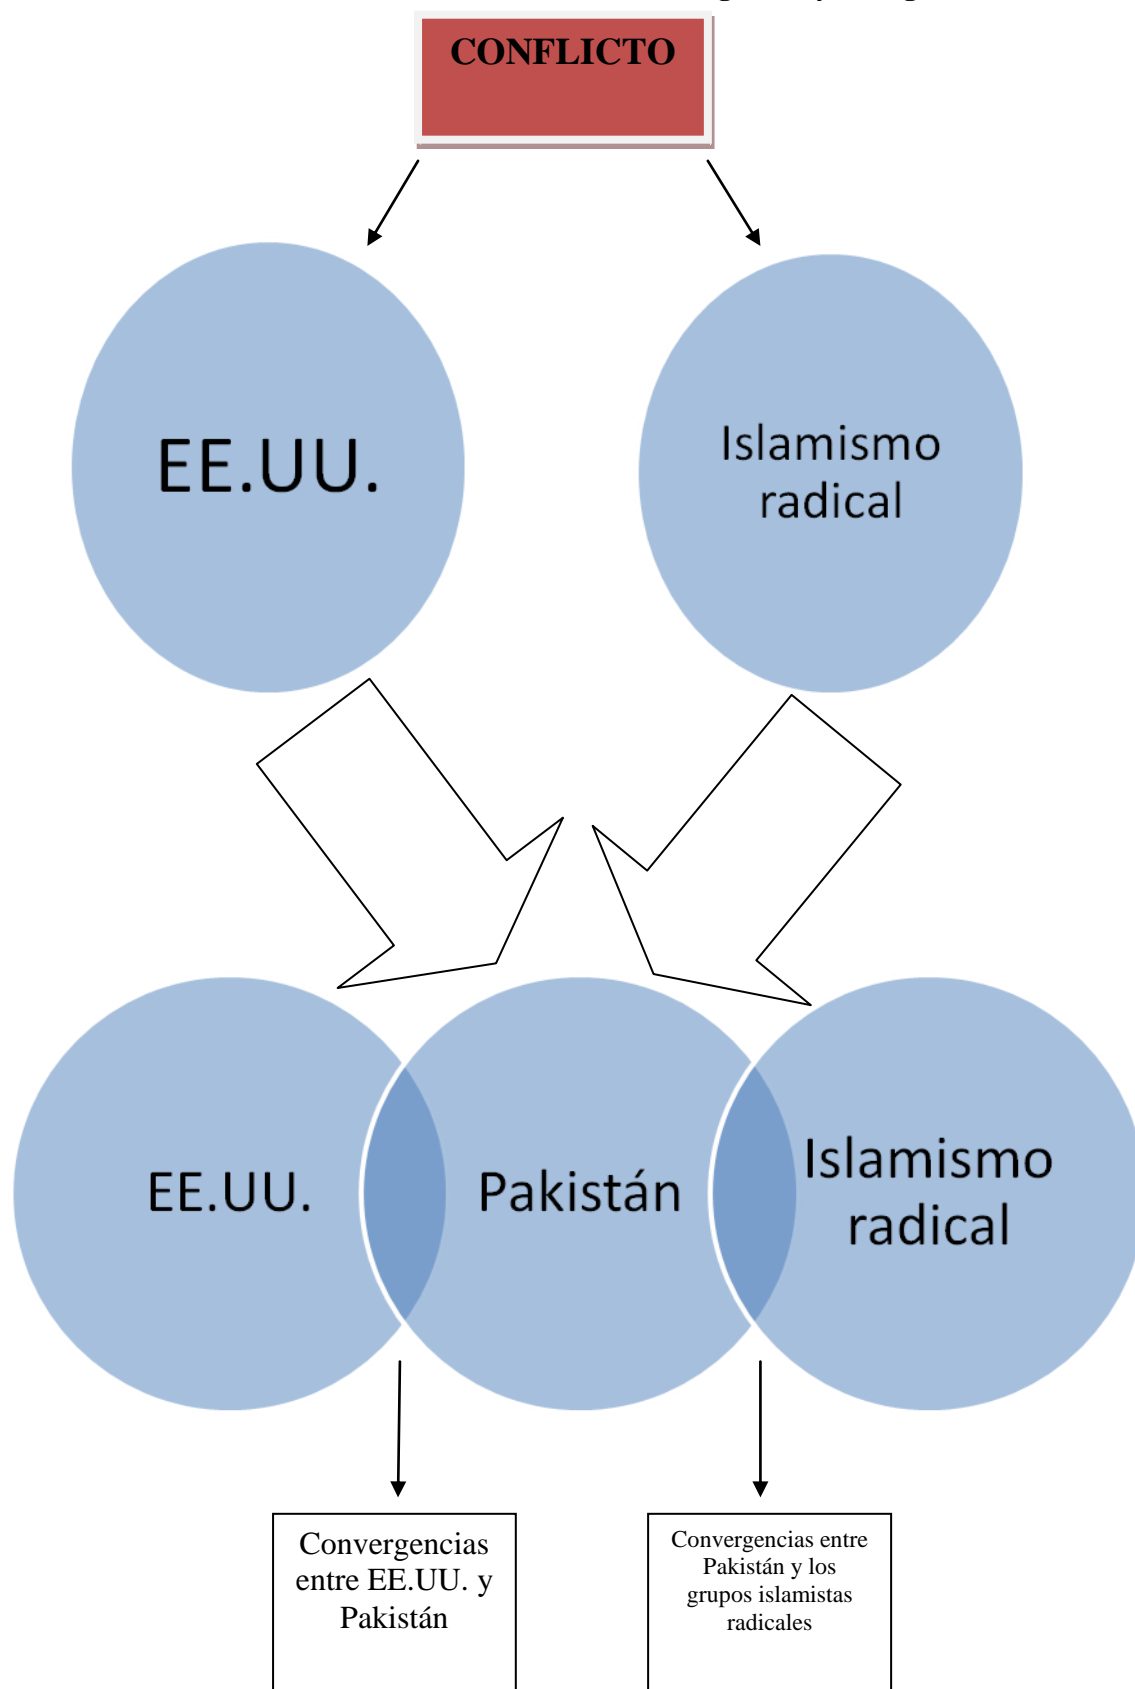 CONFLICTO
EE.UU.
Islamismo
radical
EE.UU.
Pakistán
Islamismo
radical
Convergencias
entre EE.UU. y
Pakistán
Convergencias entre
Pakistán y los
grupos islamistas
radicales